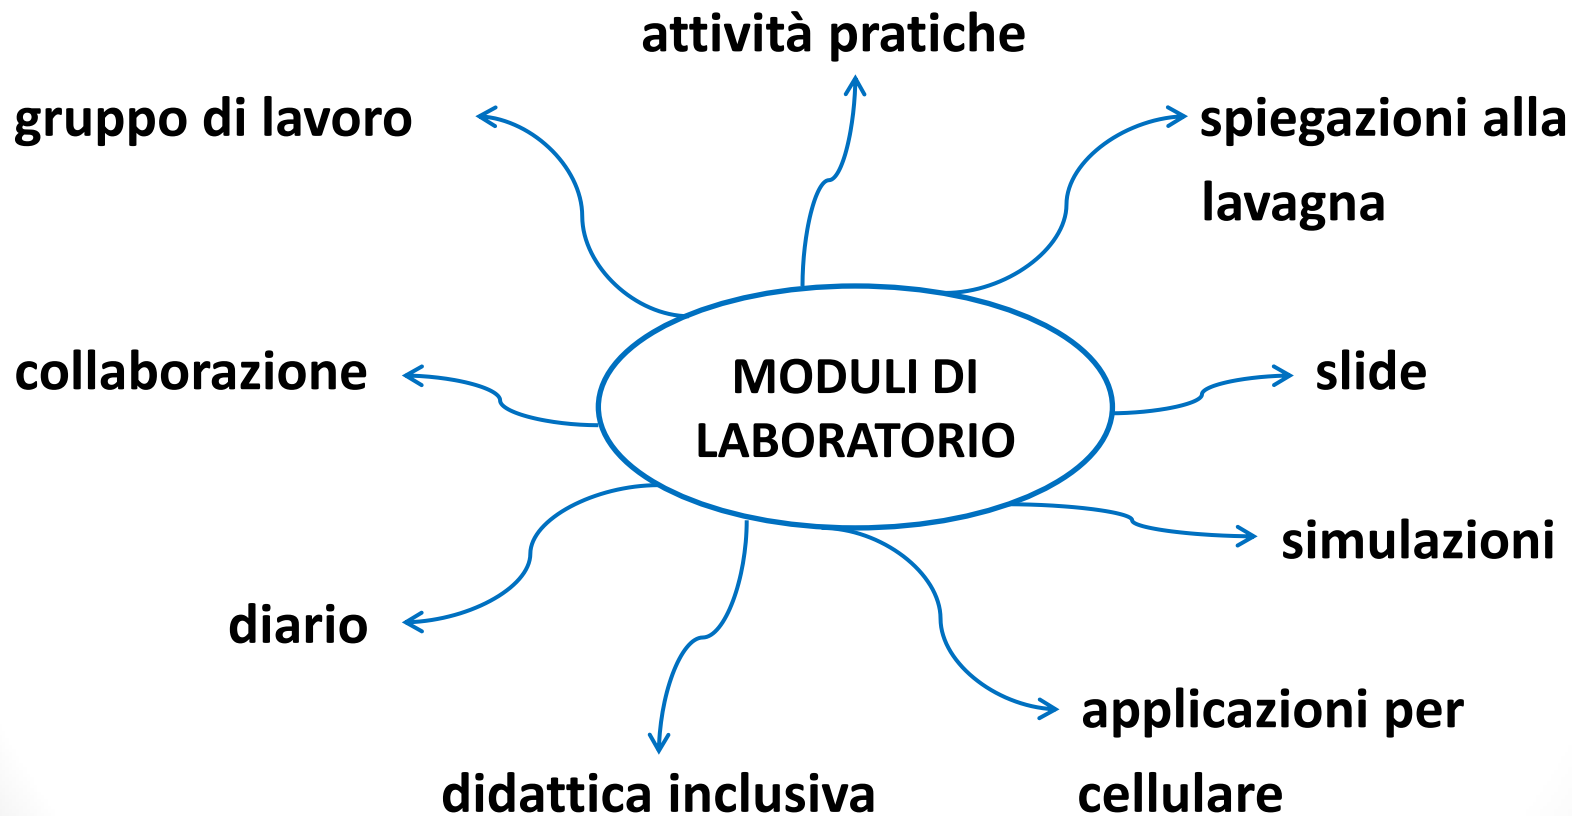 attività pratiche
gruppo di lavoro
spiegazioni alla
lavagna
collaborazione
MODULI DI
LABORATORIO
slide
simulazioni
diario
applicazioni per
cellulare
didattica inclusiva